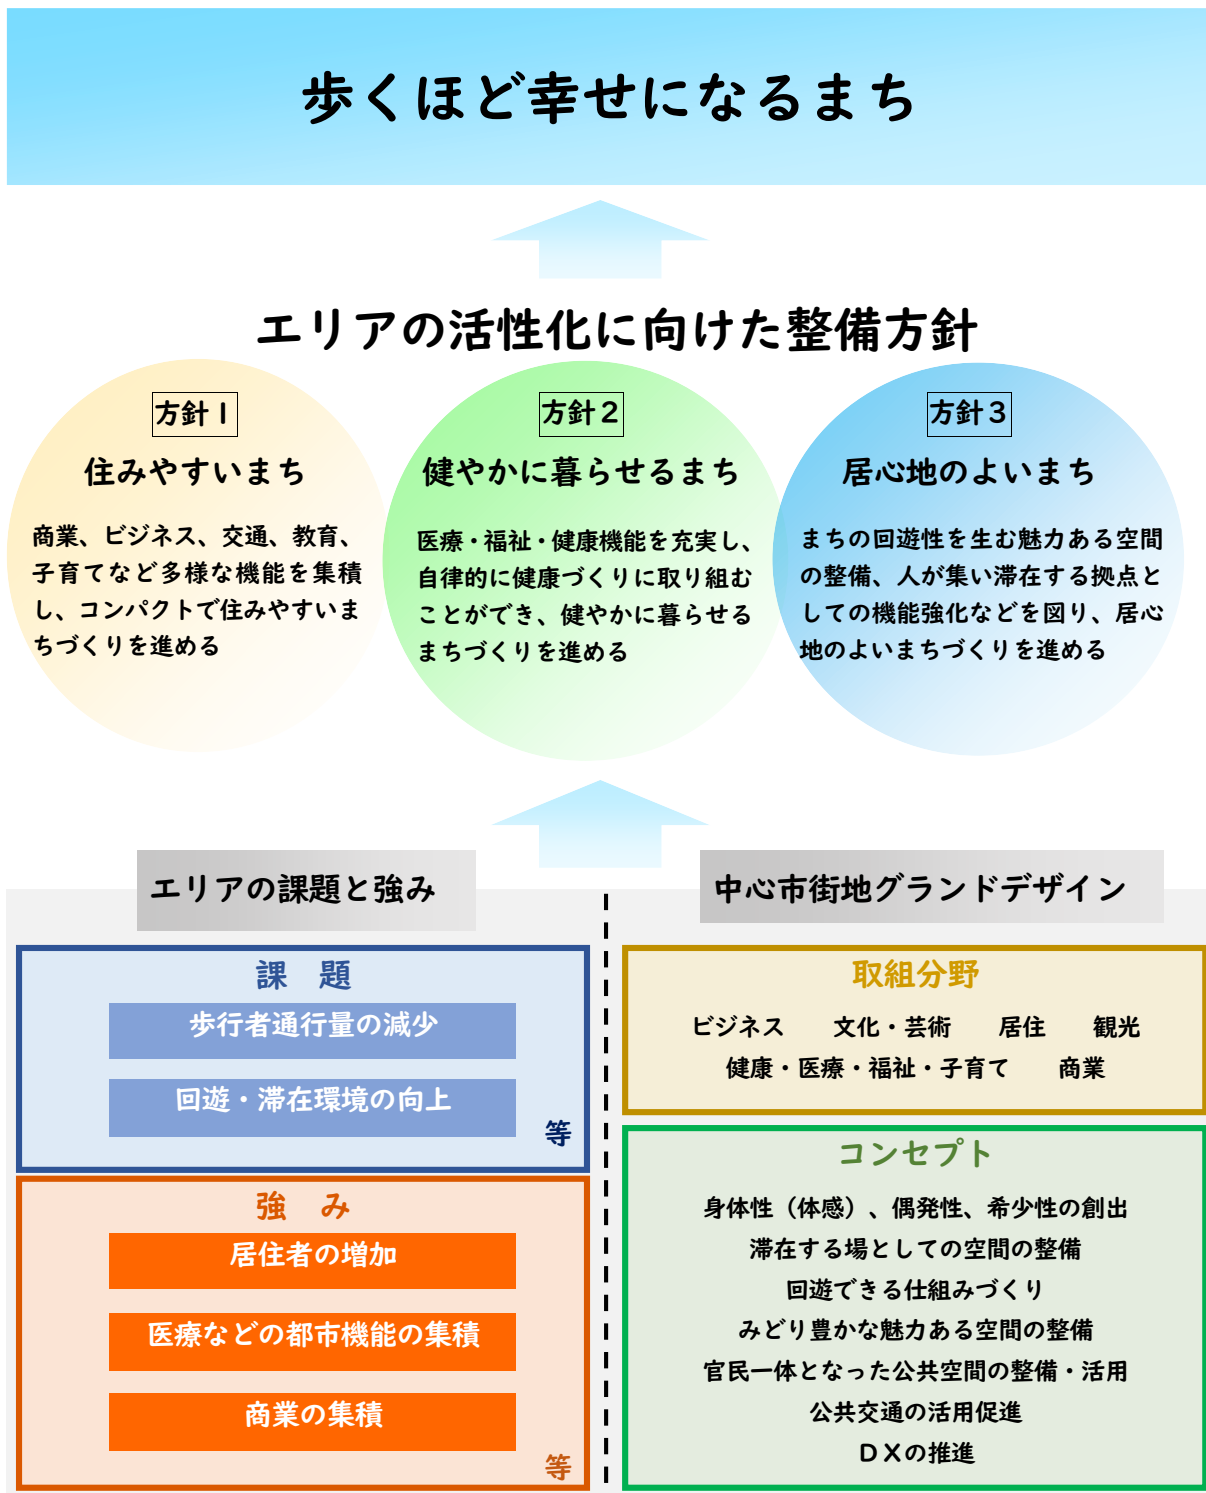 歩くほど幸せになるまち
エリアの活性化に向けた整備方針
方針１
住みやすいまち
商業、ビジネス、交通、教育、
子育てなど多様な機能を集積
し、コンパクトで住みやすいま
ちづくりを進める
方針２
健やかに暮らせるまち
医療・福祉・健康機能を充実し、
自律的に健康づくりに取り組む
ことができ、健やかに暮らせる
まちづくりを進める
方針３
居心地のよいまち
まちの回遊性を生む魅力ある空間
の整備、人が集い滞在する拠点と
しての機能強化などを図り、居心
地のよいまちづくりを進める
エリアの課題と強み
課　題
歩行者通行量の減少
回遊・滞在環境の向上
等
強　み
居住者の増加
医療などの都市機能の集積
商業の集積
等
中心市街地グランドデザイン
取組分野
ビジネス　　文化・芸術　　居住　　観光
健康・医療・福祉・子育て　　商業
コンセプト
身体性（体感）、偶発性、希少性の創出
滞在する場としての空間の整備
回遊できる仕組みづくり
みどり豊かな魅力ある空間の整備
官民一体となった公共空間の整備・活用
公共交通の活用促進
ＤＸの推進